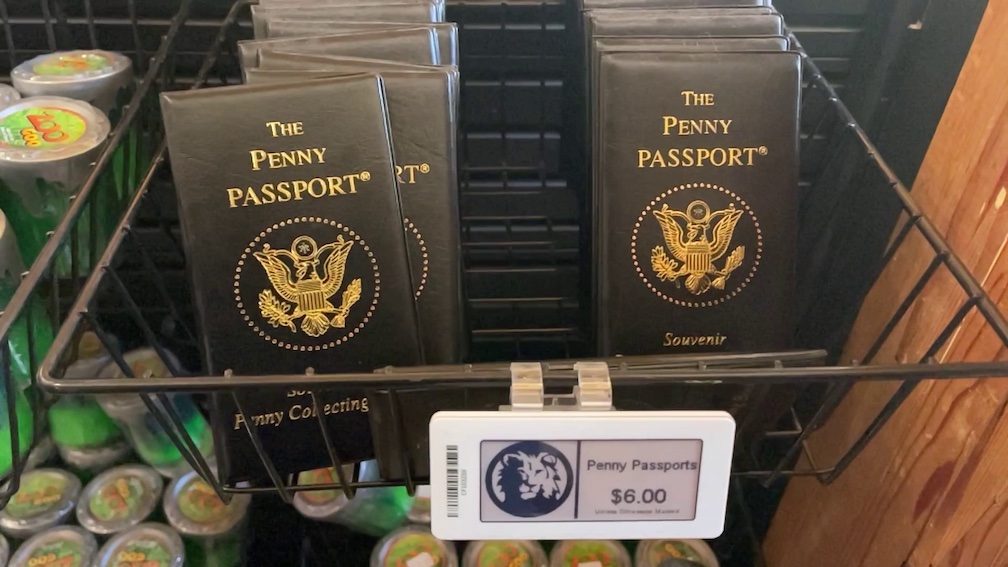 THE
PENNY
PASSPORT®
Penny Collecting
RT®
THE
PENNY
PASSPORT®
Souvenir
Penny Passports
$6.00